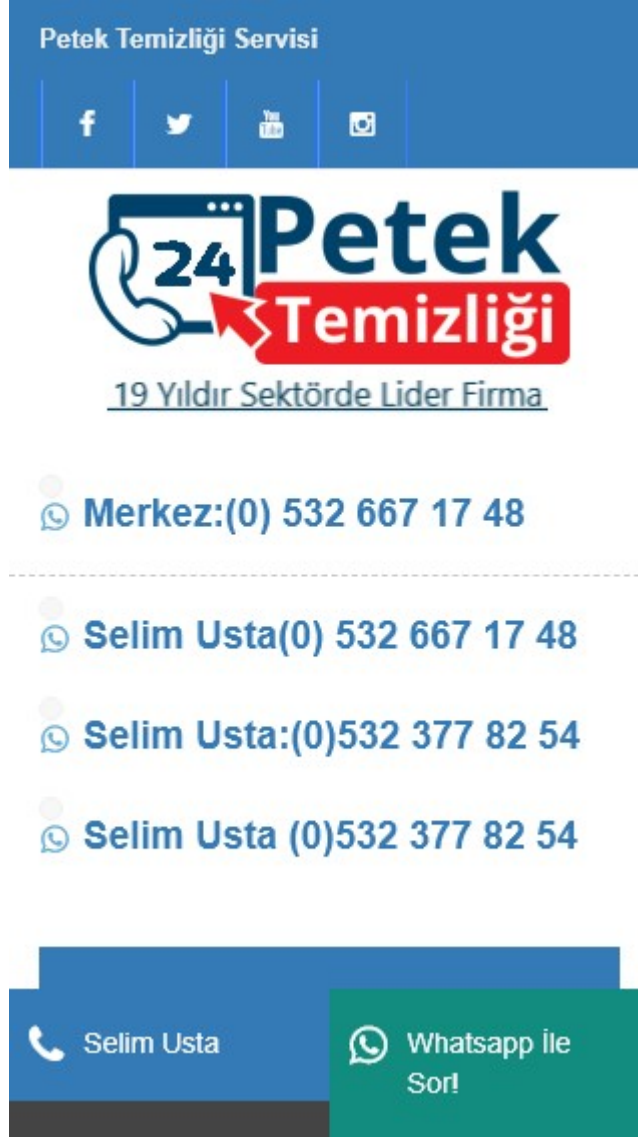 Petek Temizliği Servisi
f
You
Tube
24
Petek
Temizliği
19 Yıldır Sektörde Lider Firma
Merkez:(0) 532 667 17 48
Selim Usta(0) 532 667 17 48
Selim Usta:(0)532 377 82 54
Selim Usta (0)532 377 82 54
Selim Usta
Whatsapp İle
Sor!